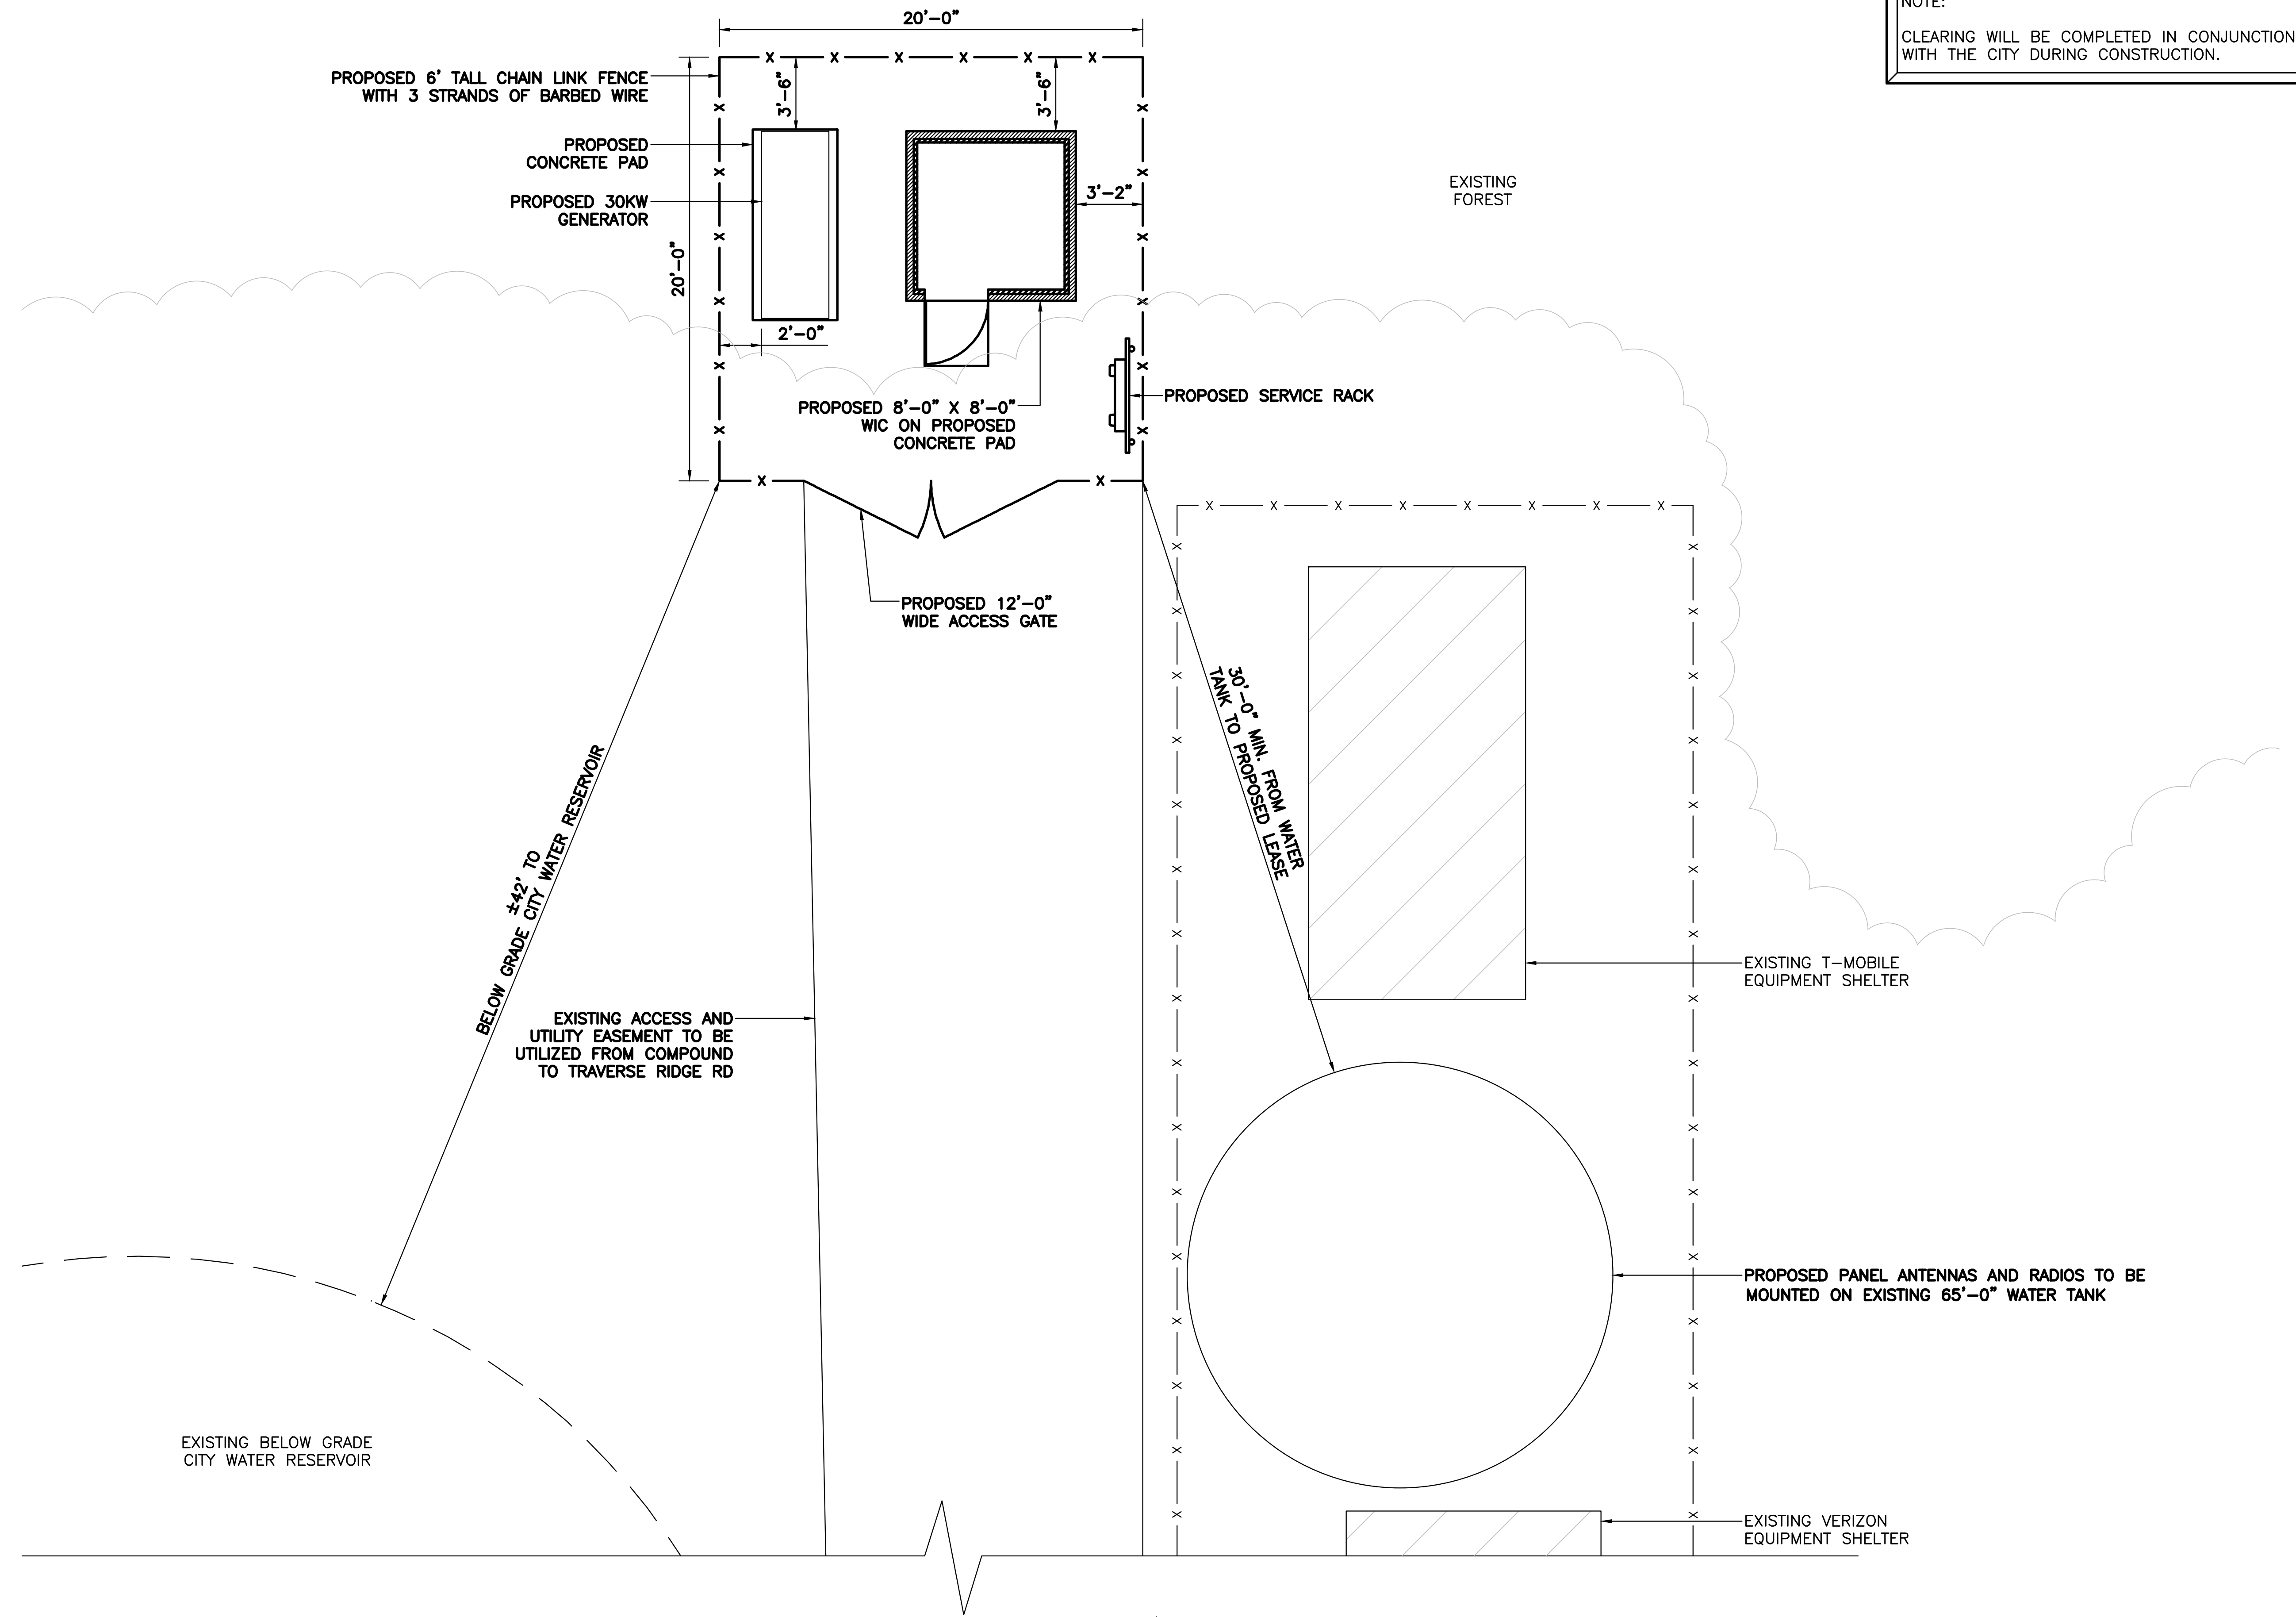 NOTE:
CLEARING WILL BE COMPLETED IN CONJUNCTION
WITH THE CITY DURING CONSTRUCTION.
20'-0"
PROPOSED 6' TALL CHAIN LINK FENCE
WITH 3 STRANDS OF BARBED WIRE
3'-6"
3'-6"
PROPOSED
CONCRETE PAD
PROPOSED 30KW
GENERATOR
20'-0"
3'-2"
EXISTING
FOREST
2'-0"
PROPOSED 8'-0" X 8'-0"
WIC ON PROPOSED
CONCRETE PAD
PROPOSED SERVICE RACK
PROPOSED 12'-0"
WIDE ACCESS GATE
30'-0" MIN. FROM WATER
TANK TO PROPOSED LEASE
±42' TO
BELOW GRADE CITY WATER RESERVOIR
EXISTING T-MOBILE
EQUIPMENT SHELTER
EXISTING ACCESS AND
UTILITY EASEMENT TO BE
UTILIZED FROM COMPOUND
TO TRAVERSE RIDGE RD
PROPOSED PANEL ANTENNAS AND RADIOS TO BE
MOUNTED ON EXISTING 65'-0" WATER TANK
EXISTING BELOW GRADE
CITY WATER RESERVOIR
EXISTING VERIZON
EQUIPMENT SHELTER